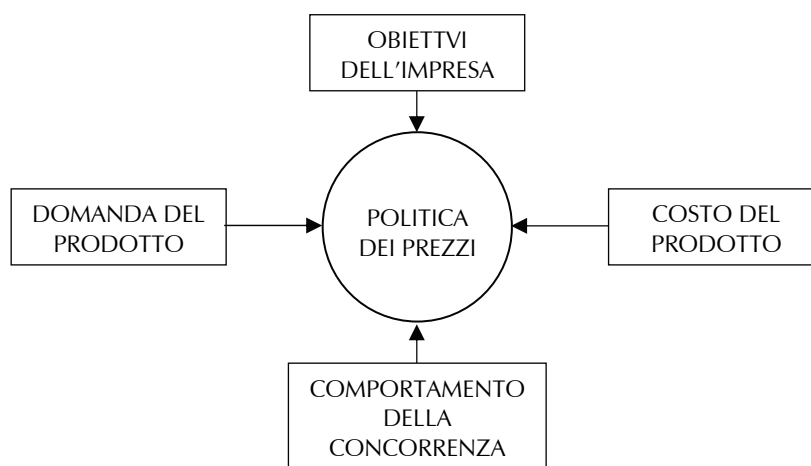 OBIETTVI
DELL'IMPRESA
DOMANDA DEL
PRODOTTO
POLITICA
DEI PREZZI
COSTO DEL
PRODOTTO
COMPORTAMENTO
DELLA
CONCORRENZA